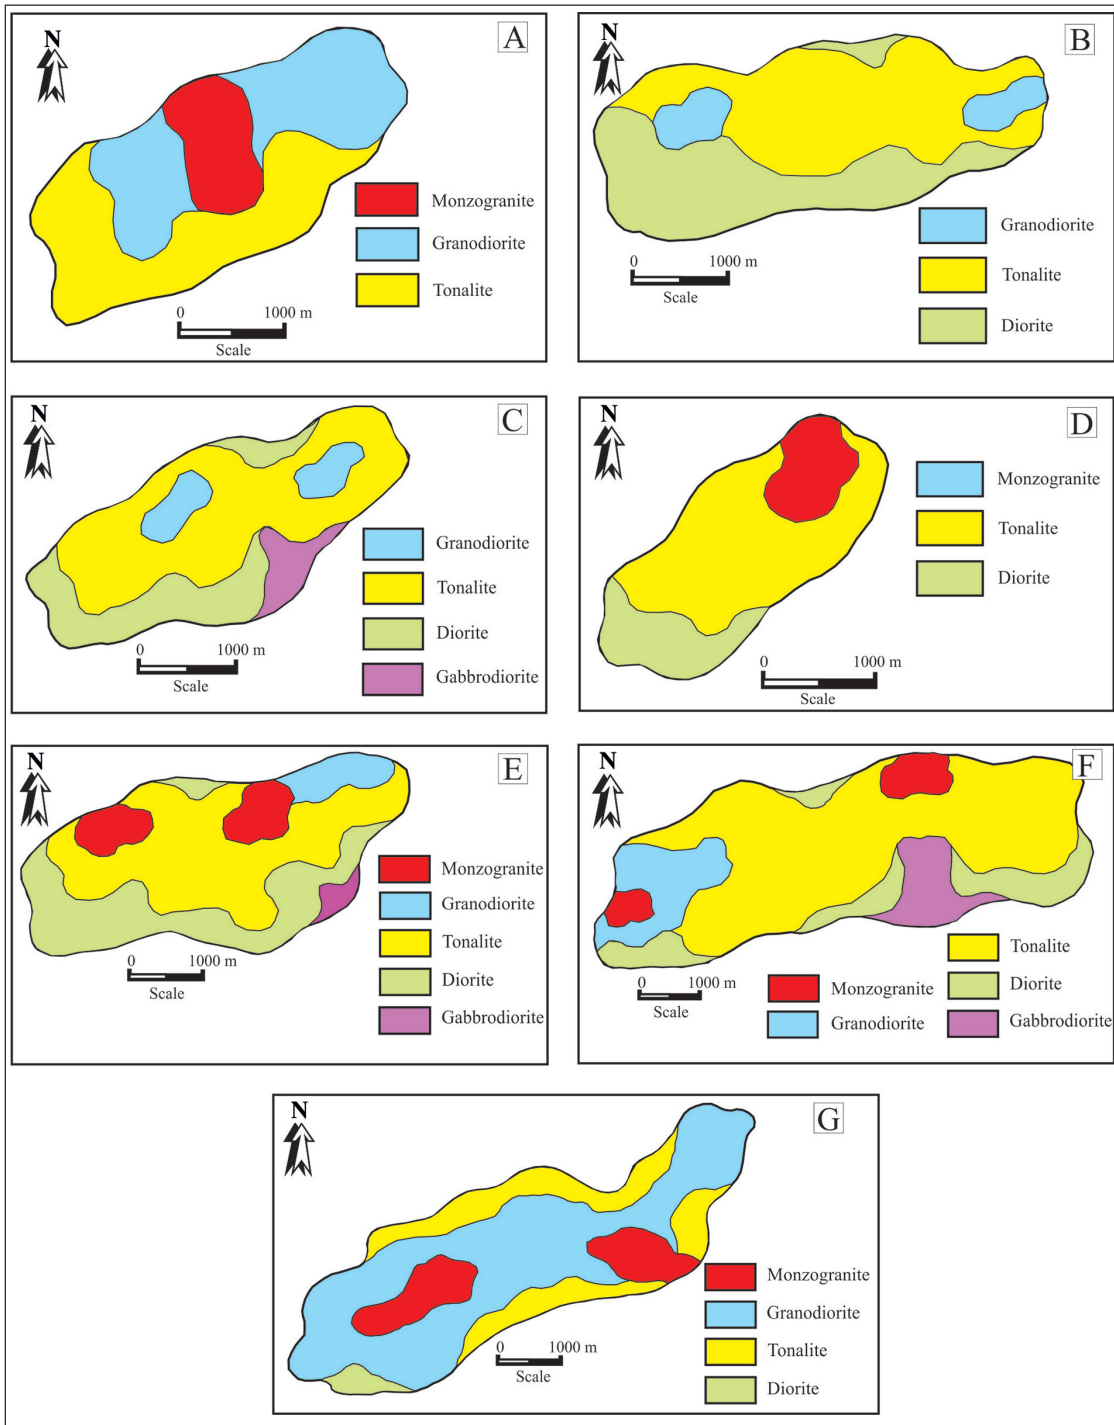 N
A
Monzogranite
Granodiorite
Tonalite
0 1000 m
Scale
N
B
Granodiorite
Tonalite
Diorite
0 1000 m
Scale
N
C
Granodiorite
Tonalite
Diorite
Gabbrodiorite
0 1000 m
Scale
N
D
Monzogranite
Tonalite
Diorite
0 1000 m
Scale
N
E
Monzogranite
Granodiorite
Tonalite
Diorite
Gabbrodiorite
0 1000 m
Scale
N
F
Tonalite
Monzogranite
Diorite
Granodiorite
Gabbrodiorite
0 1000 m
Scale
N
G
Monzogranite
Granodiorite
Tonalite
Diorite
0 1000 m
Scale